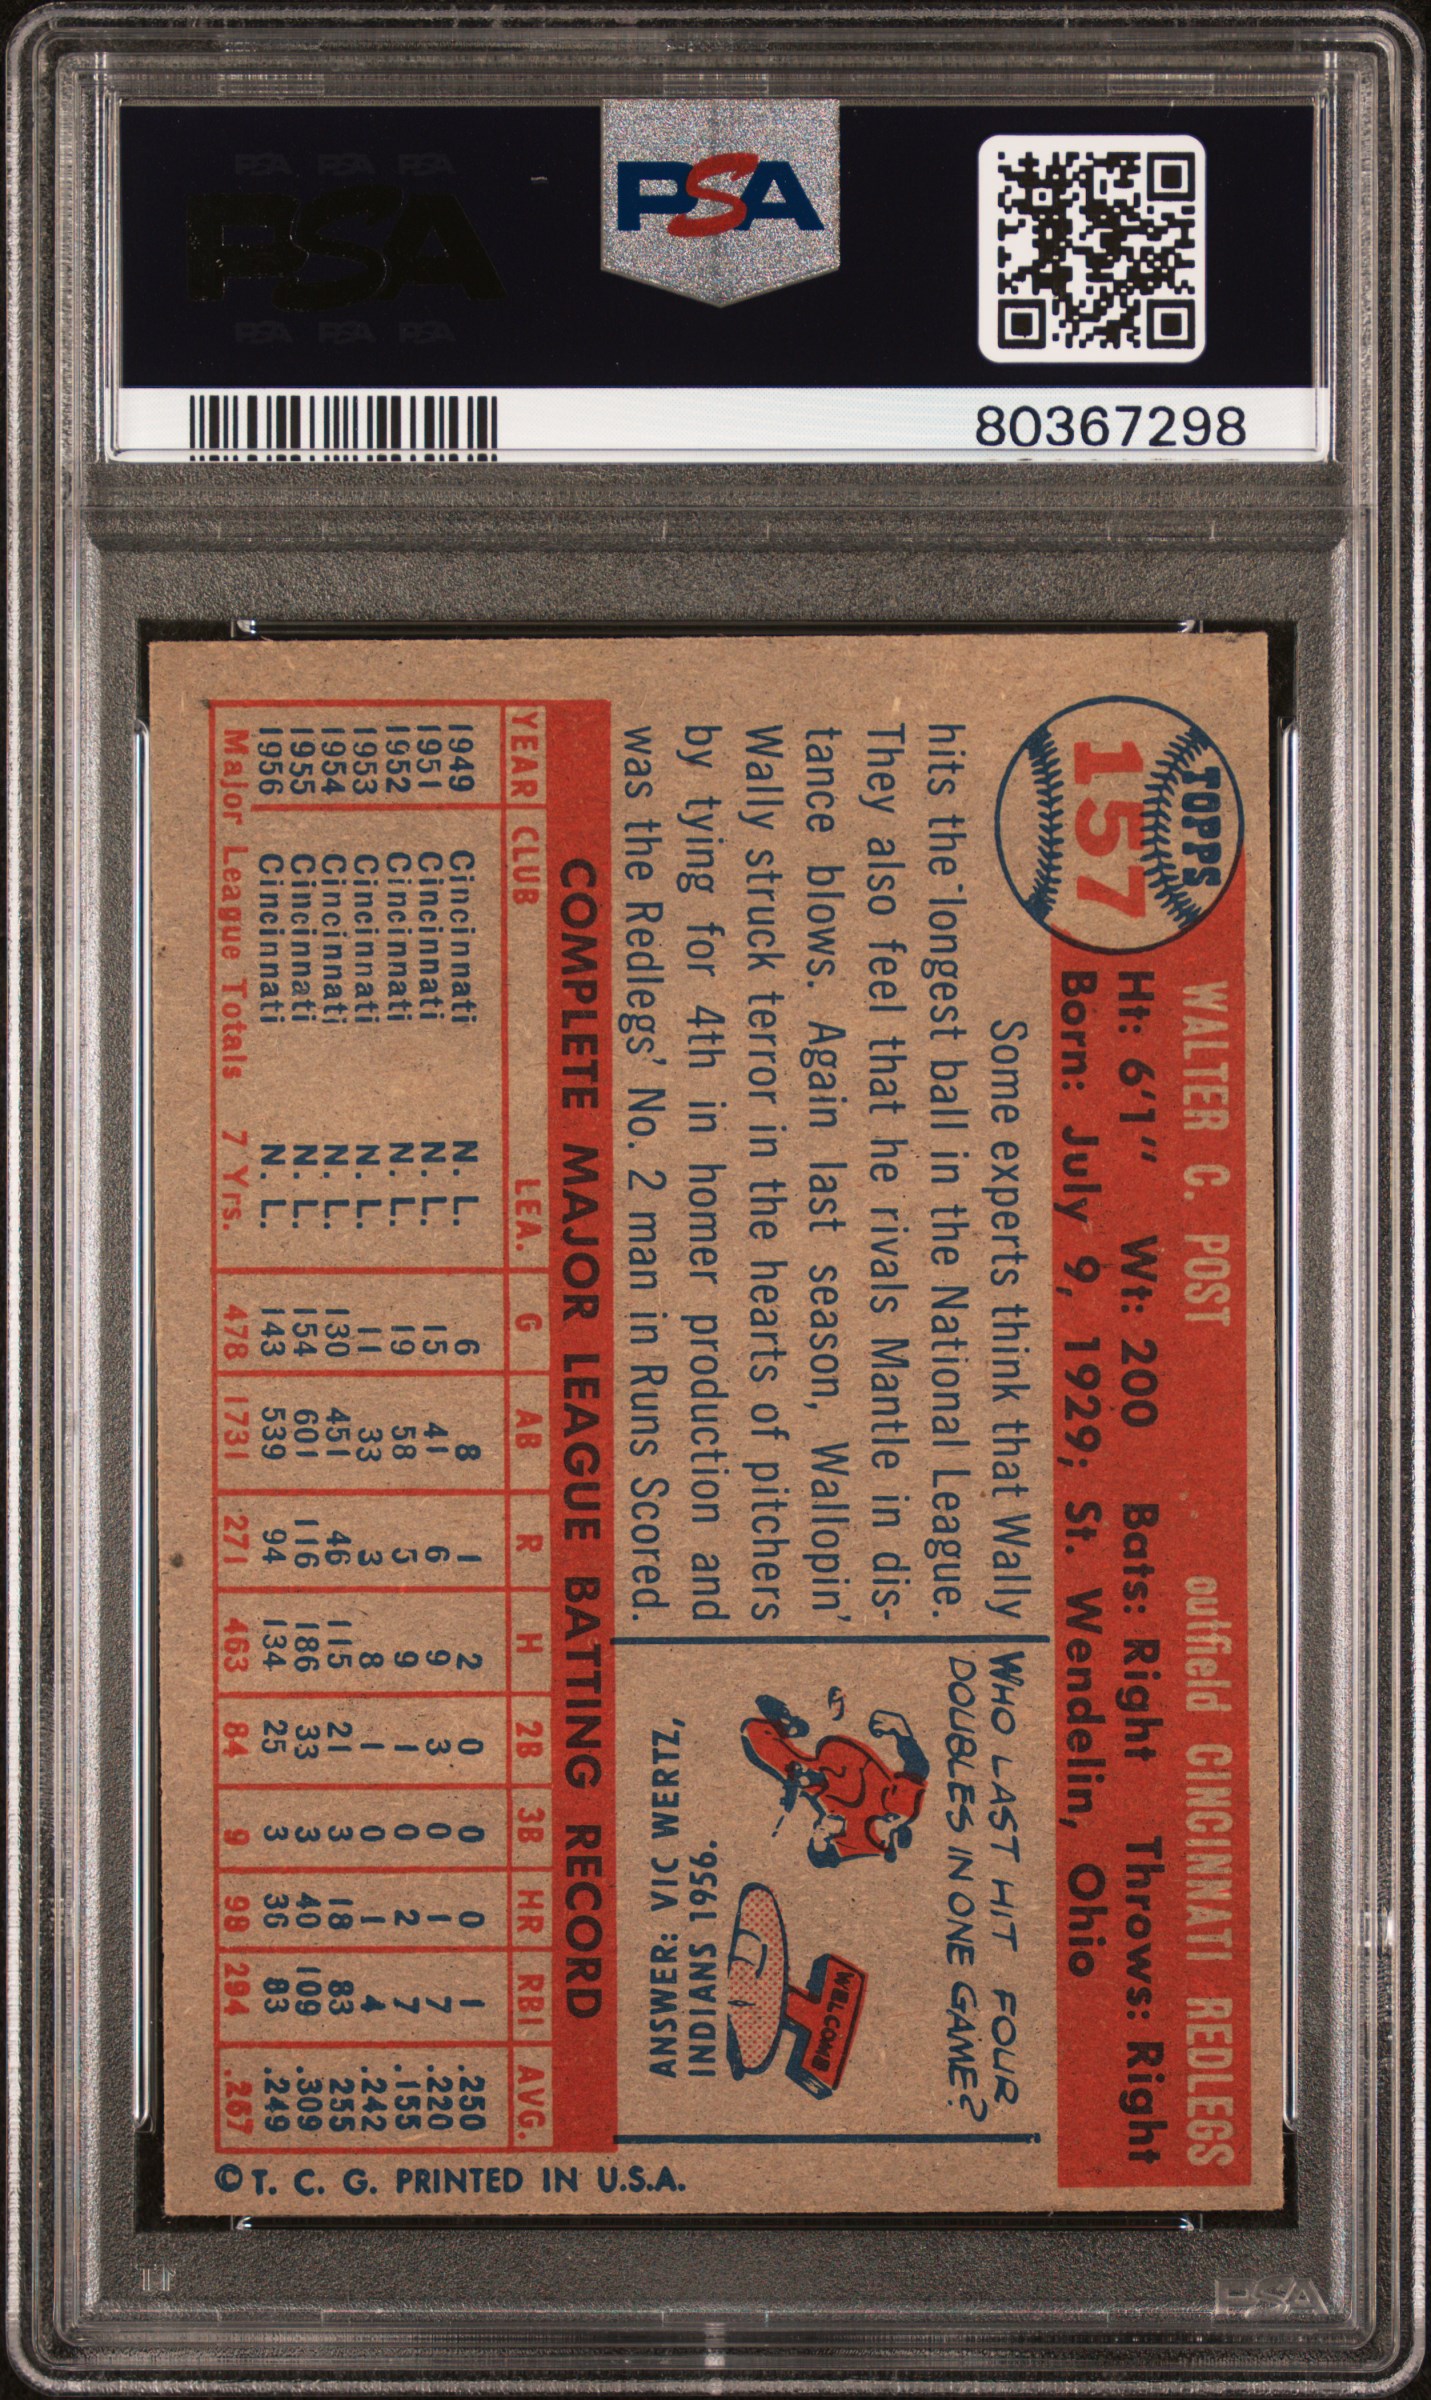 PSA PSA PSA
PSA
PSA PSA PSA
PSA
80367298
TOPPS
157
WALTER C. POST outfield CINCINNATI REDLEGS
Ht: 6'1" Wt: 200 Bats: Right Throws: Right
Born: July 9, 1929; St. Wendelin, Ohio
Some experts think that Wally
hits the longest ball in the National League.
They also feel that he rivals Mantle in dis-
tance blows. Again last season, Wallopin'
Wally struck terror in the hearts of pitchers
by tying for 4th in homer production and
was the Redlegs' No. 2 man in Runs Scored.
WHO LAST HIT FOUR
DOUBLES IN ONE GAME?
WELCOME
ANSWER: VIC WERTZ,
INDIANS 1956.
COMPLETE MAJOR LEAGUE BATTING RECORD
YEAR CLUB LEA. G AB R H 2B 3B HR RBI AVG.
1949 Cincinnati N. L. 6 8 1 2 0 0 0 1 .250
1951 Cincinnati N. L. 15 41 6 9 3 0 1 7 .220
1952 Cincinnati N. L. 19 58 5 9 1 0 2 7 .155
1953 Cincinnati N. L. 11 33 3 8 1 0 1 4 .242
1954 Cincinnati N. L. 130 451 46 115 21 3 18 83 .255
1955 Cincinnati N. L. 154 601 116 186 33 3 40 109 .309
1956 Cincinnati N. L. 143 539 94 134 25 3 36 83 .249
Major League Totals 7 Yrs. 478 1731 271 463 84 9 98 294 .267
© T. C. G. PRINTED IN U.S.A.
TT
PSA